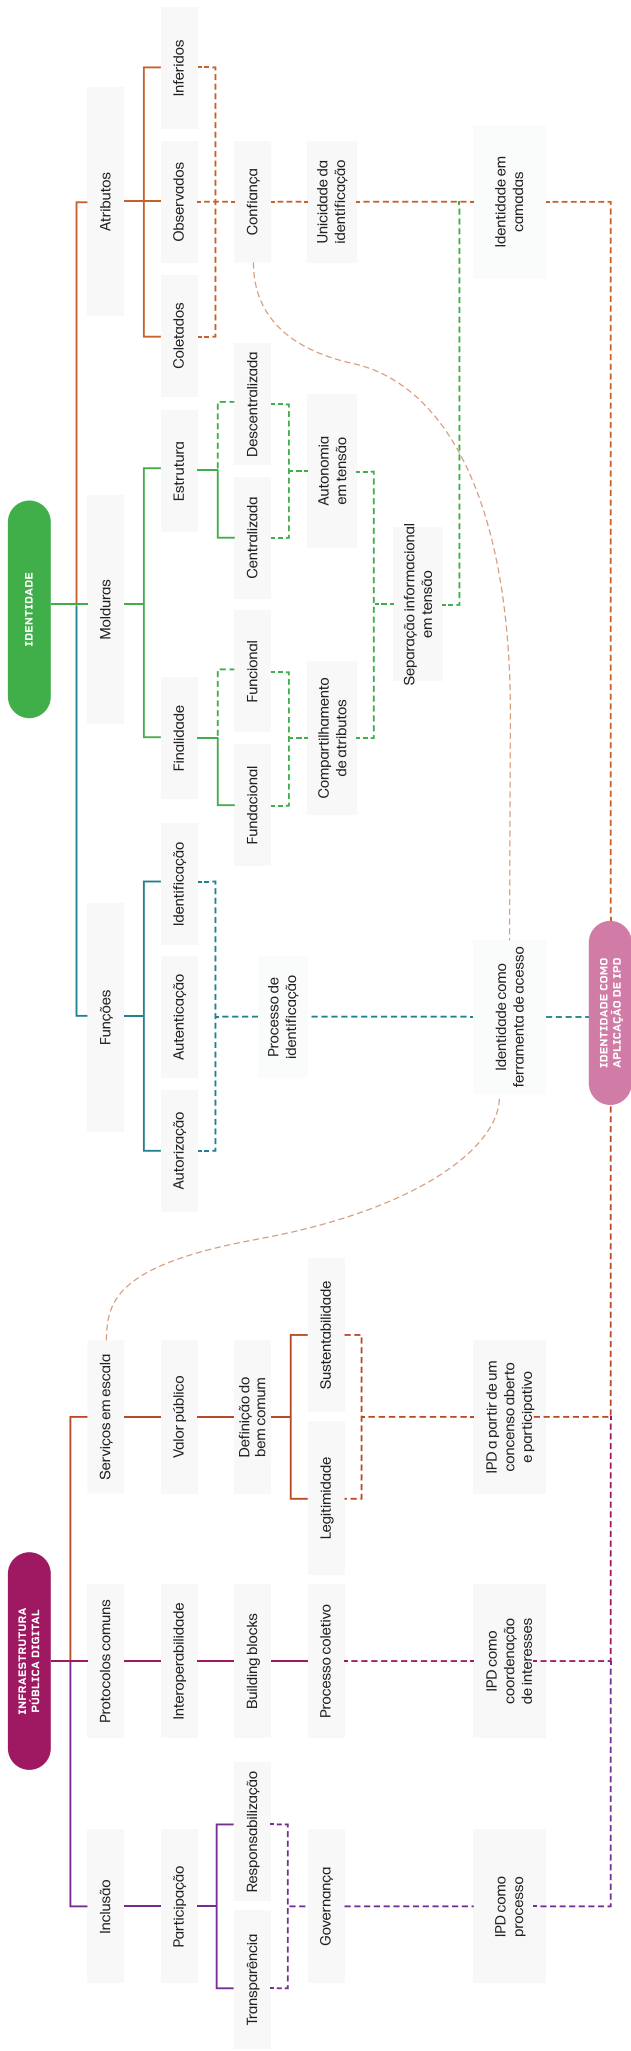 INFRAESTRUTURA
PÚBLICA DIGITAL
IDENTIDADE
Inclusão
Protocolos comuns
Serviços em escala
Funções
Molduras
Atributos
Participação
Interoperabilidade
Valor público
Autorização
Autenticação
Identificação
Finalidade
Estrutura
Coletados
Observados
Inferidos
Transparência
Responsabilização
Building blocks
Definição do
bem comum
Processo de
identificação
Fundacional
Funcional
Centralizada
Descentralizada
Confiança
Governança
Processo coletivo
Legitimidade
Sustentabilidade
Compartilhamento
de atributos
Autonomia
em tensão
Unicidade da
identificação
Separação informacional
em tensão
IPD como
processo
IPD como
coordenação
de interesses
IPD a partir de um
concenso aberto
e participativo
Identidade como
ferramenta de acesso
Identidade em
camadas
IDENTIDADE COMO
APLICAÇÃO DE IPD